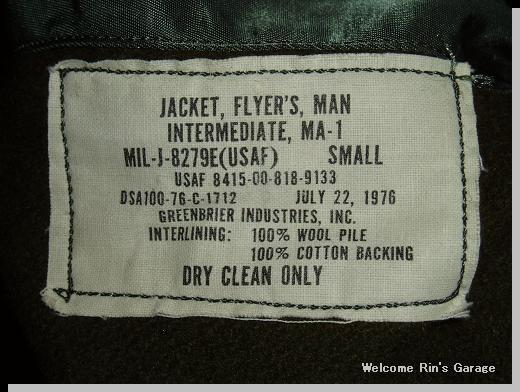 JACKET, FLYER'S, MAN
INTERMEDIATE, MA-1
MIL-J-8279E(USAF) SMALL
USAF 8415-00-818-9133
DSA100-76-C-1712 JULY 22, 1976
GREENBRIER INDUSTRIES, INC.
INTERLINING: 100% WOOL PILE
100% COTTON BACKING
DRY CLEAN ONLY
Welcome Rin's Garage